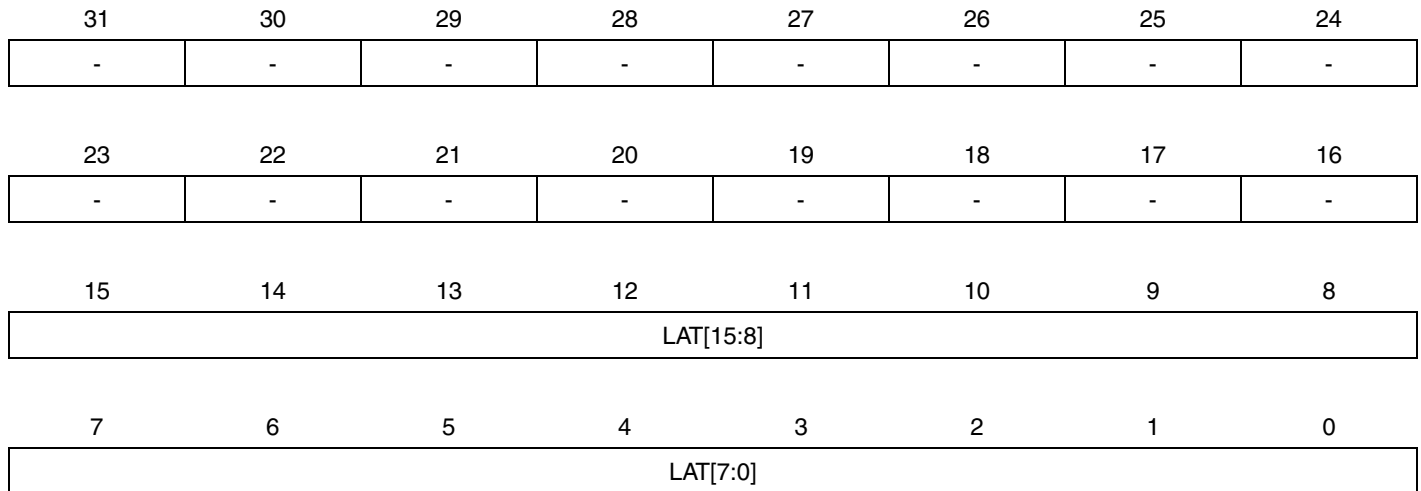 31 30 29 28 27 26 25 24
- - - - - - - -
23 22 21 20 19 18 17 16
- - - - - - - -
15 14 13 12 11 10 9 8
LAT[15:8]
7 6 5 4 3 2 1 0
LAT[7:0]